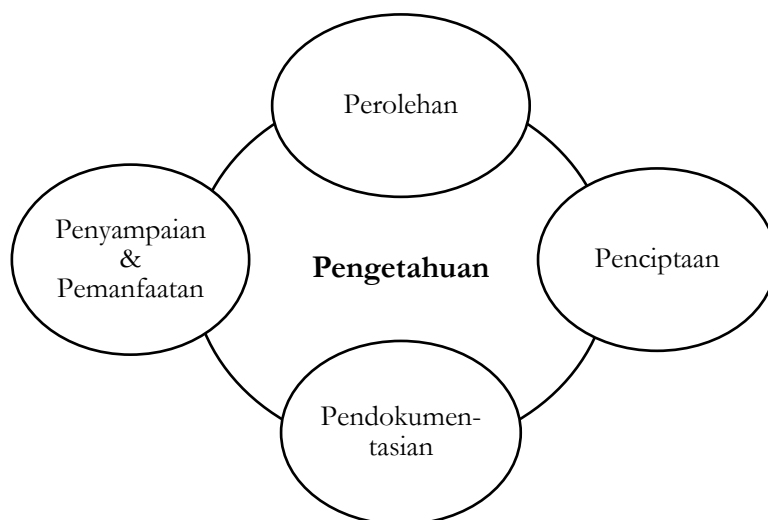 Perolehan
Penyampaian
&
Pemanfaatan
Pengetahuan
Penciptaan
Pendokumen-
tasian